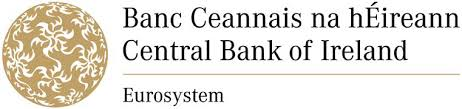 Banc Ceannais na hÉireann
Central Bank of Ireland
Eurosystem